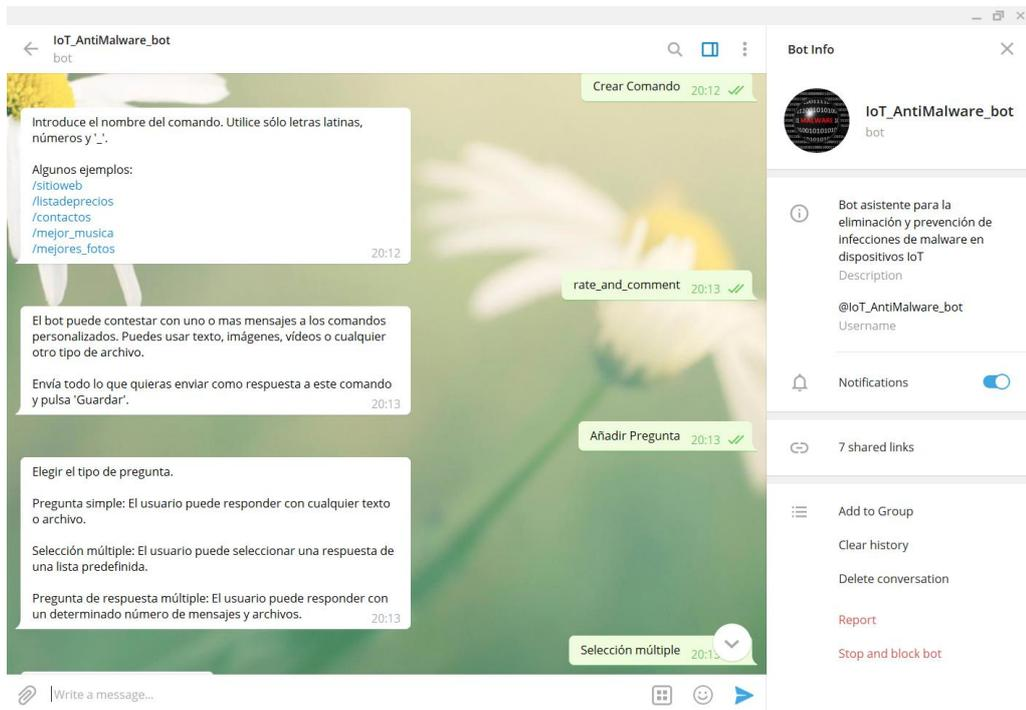 IoT_AntiMalware_bot
bot
Crear Comando 20:12
Introduce el nombre del comando. Utilice sólo letras latinas,
números y '_'.
Algunos ejemplos:
/sitioweb
/listadeprecios
/contactos
/mejor_musica
/mejores_fotos
20:12
rate_and_comment 20:13
El bot puede contestar con uno o mas mensajes a los comandos
personalizados. Puedes usar texto, imágenes, vídeos o cualquier
otro tipo de archivo.
Envía todo lo que quieras enviar como respuesta a este comando
y pulsa 'Guardar'.
20:13
Añadir Pregunta 20:13
Elegir el tipo de pregunta.
Pregunta simple: El usuario puede responder con cualquier texto
o archivo.
Selección múltiple: El usuario puede seleccionar una respuesta de
una lista predefinida.
Pregunta de respuesta múltiple: El usuario puede responder con
un determinado número de mensajes y archivos.
20:13
Selección múltiple
Write a message...
Bot Info
MALWARE
IoT_AntiMalware_bot
bot
Bot asistente para la
eliminación y prevención de
infecciones de malware en
dispositivos IoT
Description
@IoT_AntiMalware_bot
Username
Notifications
7 shared links
Add to Group
Clear history
Delete conversation
Report
Stop and block bot